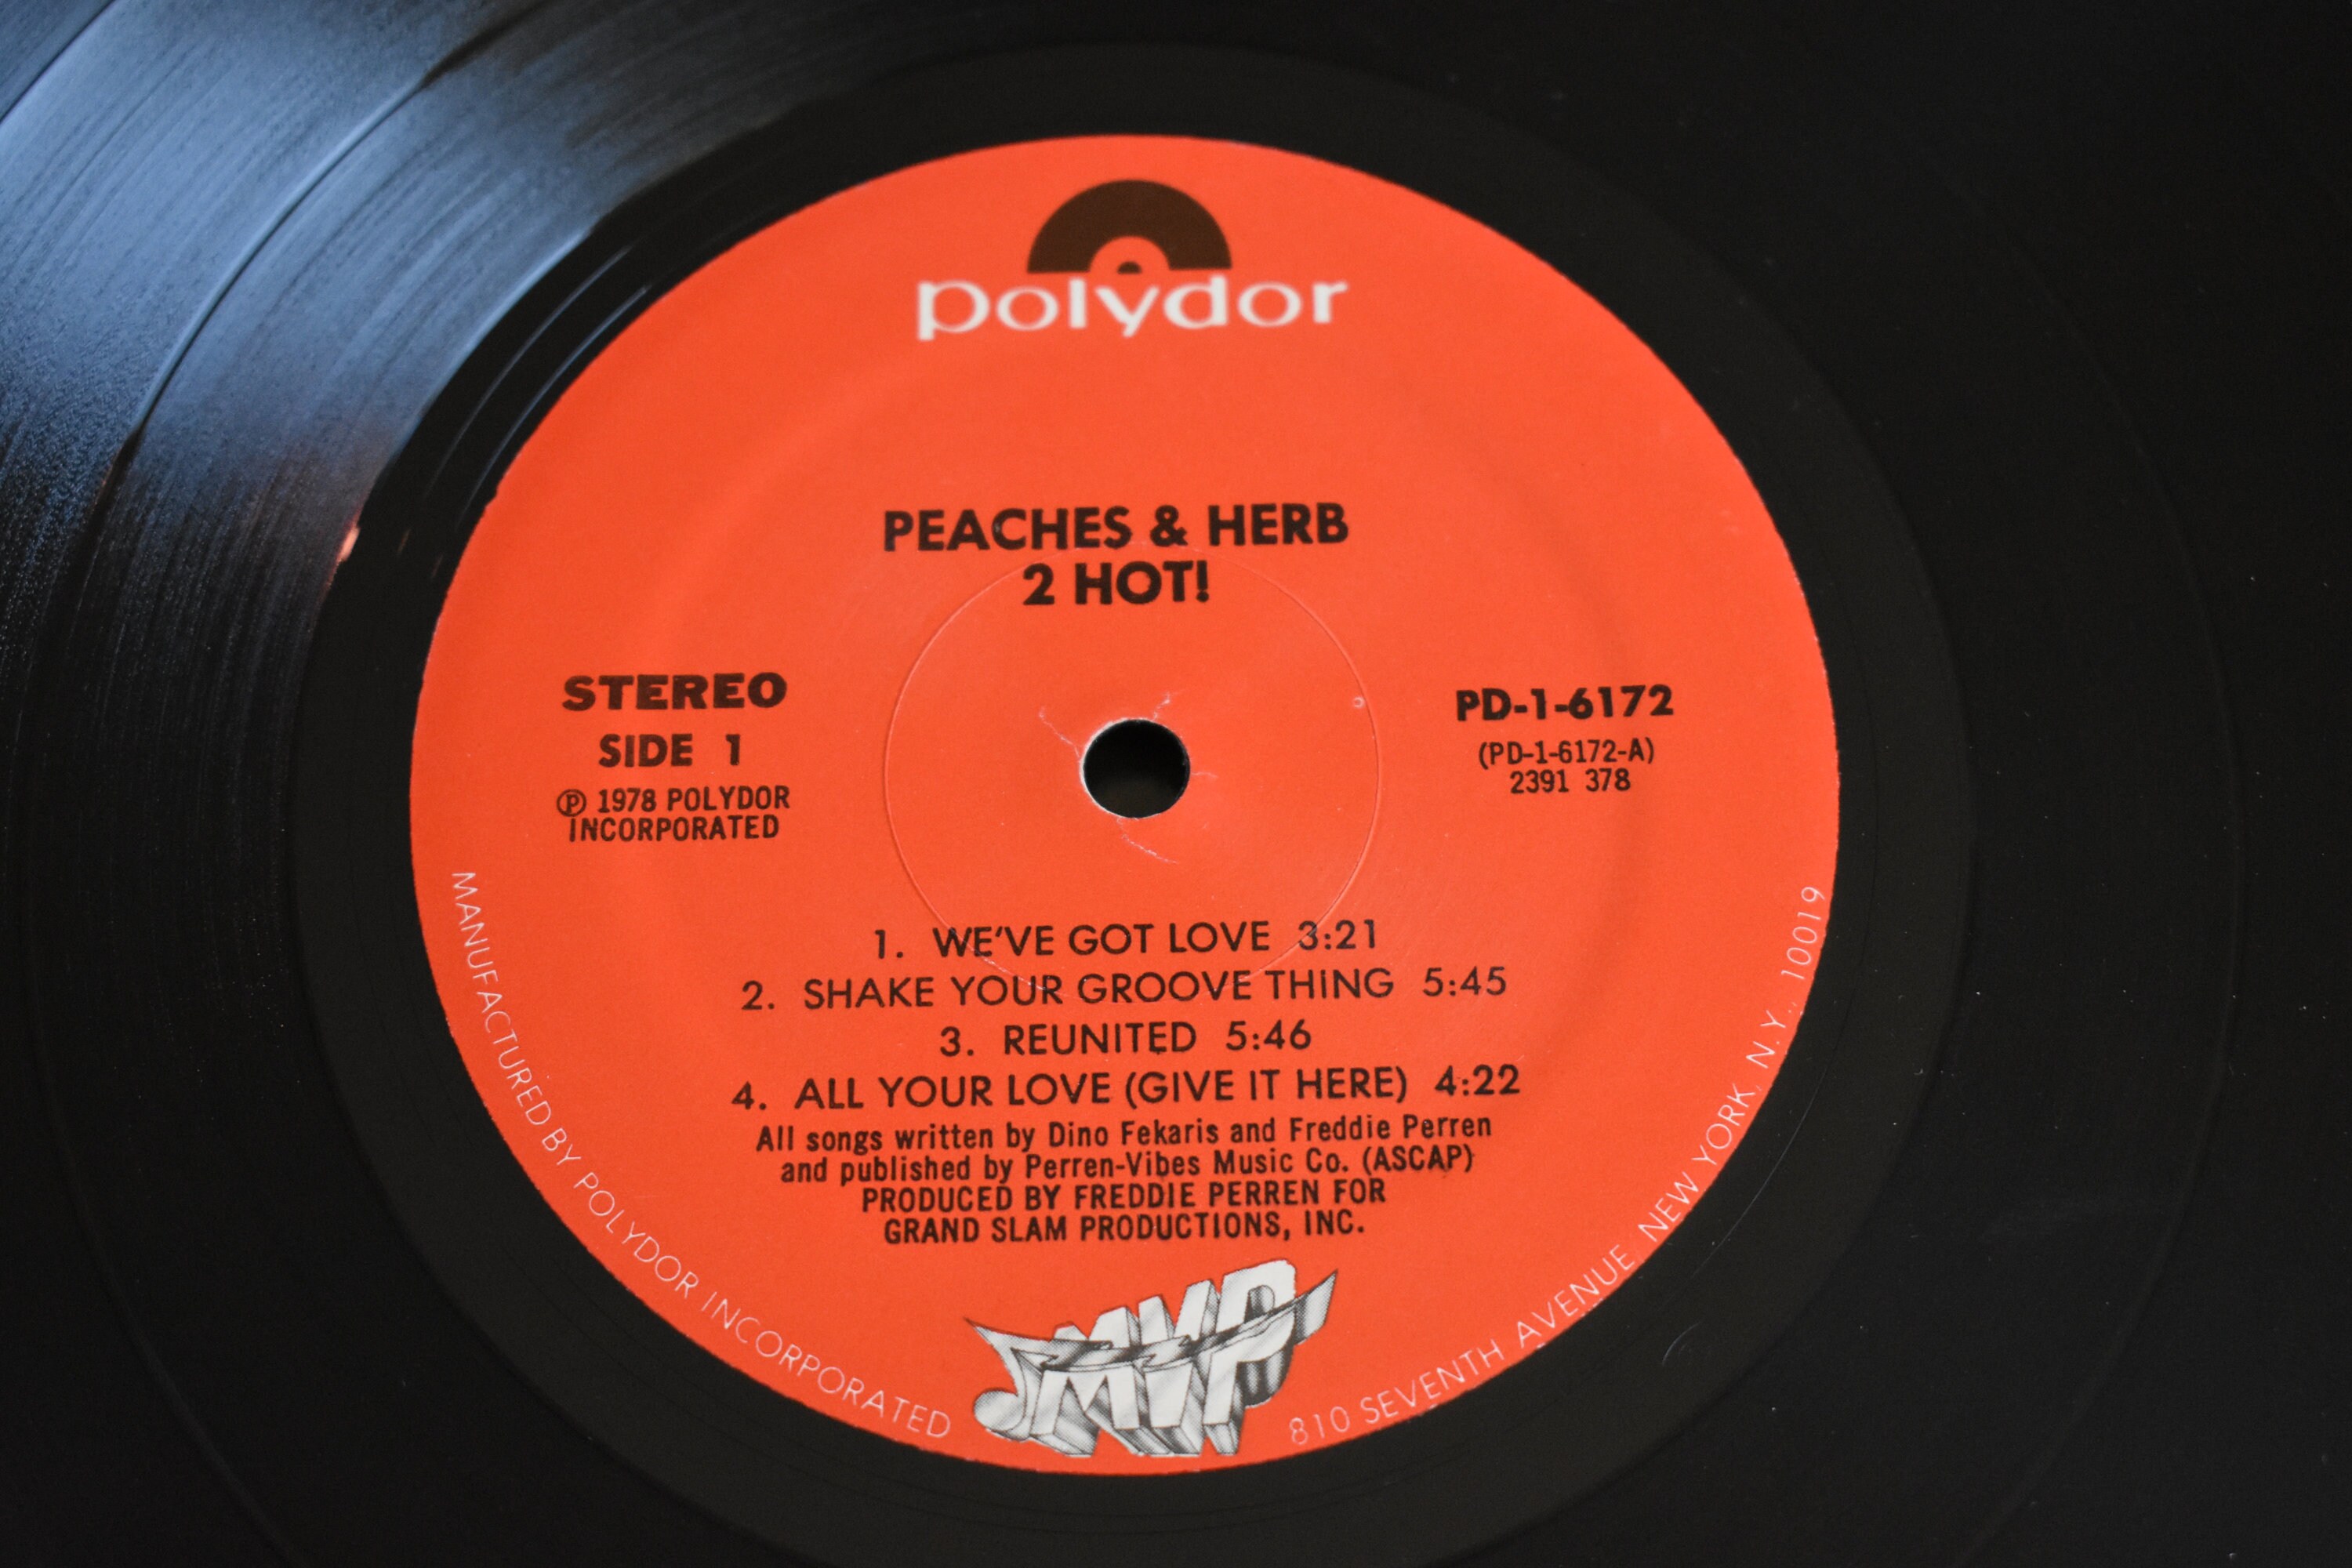 polydor
PEACHES & HERB
2 HOT!
STEREO
SIDE 1
℗ 1978 POLYDOR
INCORPORATED
PD-1-6172
(PD-1-6172-A)
2391 378
1. WE'VE GOT LOVE 3:21
2. SHAKE YOUR GROOVE THING 5:45
3. REUNITED 5:46
4. ALL YOUR LOVE (GIVE IT HERE) 4:22
All songs written by Dino Fekaris and Freddie Perren
and published by Perren-Vibes Music Co. (ASCAP)
PRODUCED BY FREDDIE PERREN FOR
GRAND SLAM PRODUCTIONS, INC.
MVP
MANUFACTURED BY POLYDOR INCORPORATED
810 SEVENTH AVENUE, NEW YORK, N.Y., 10019